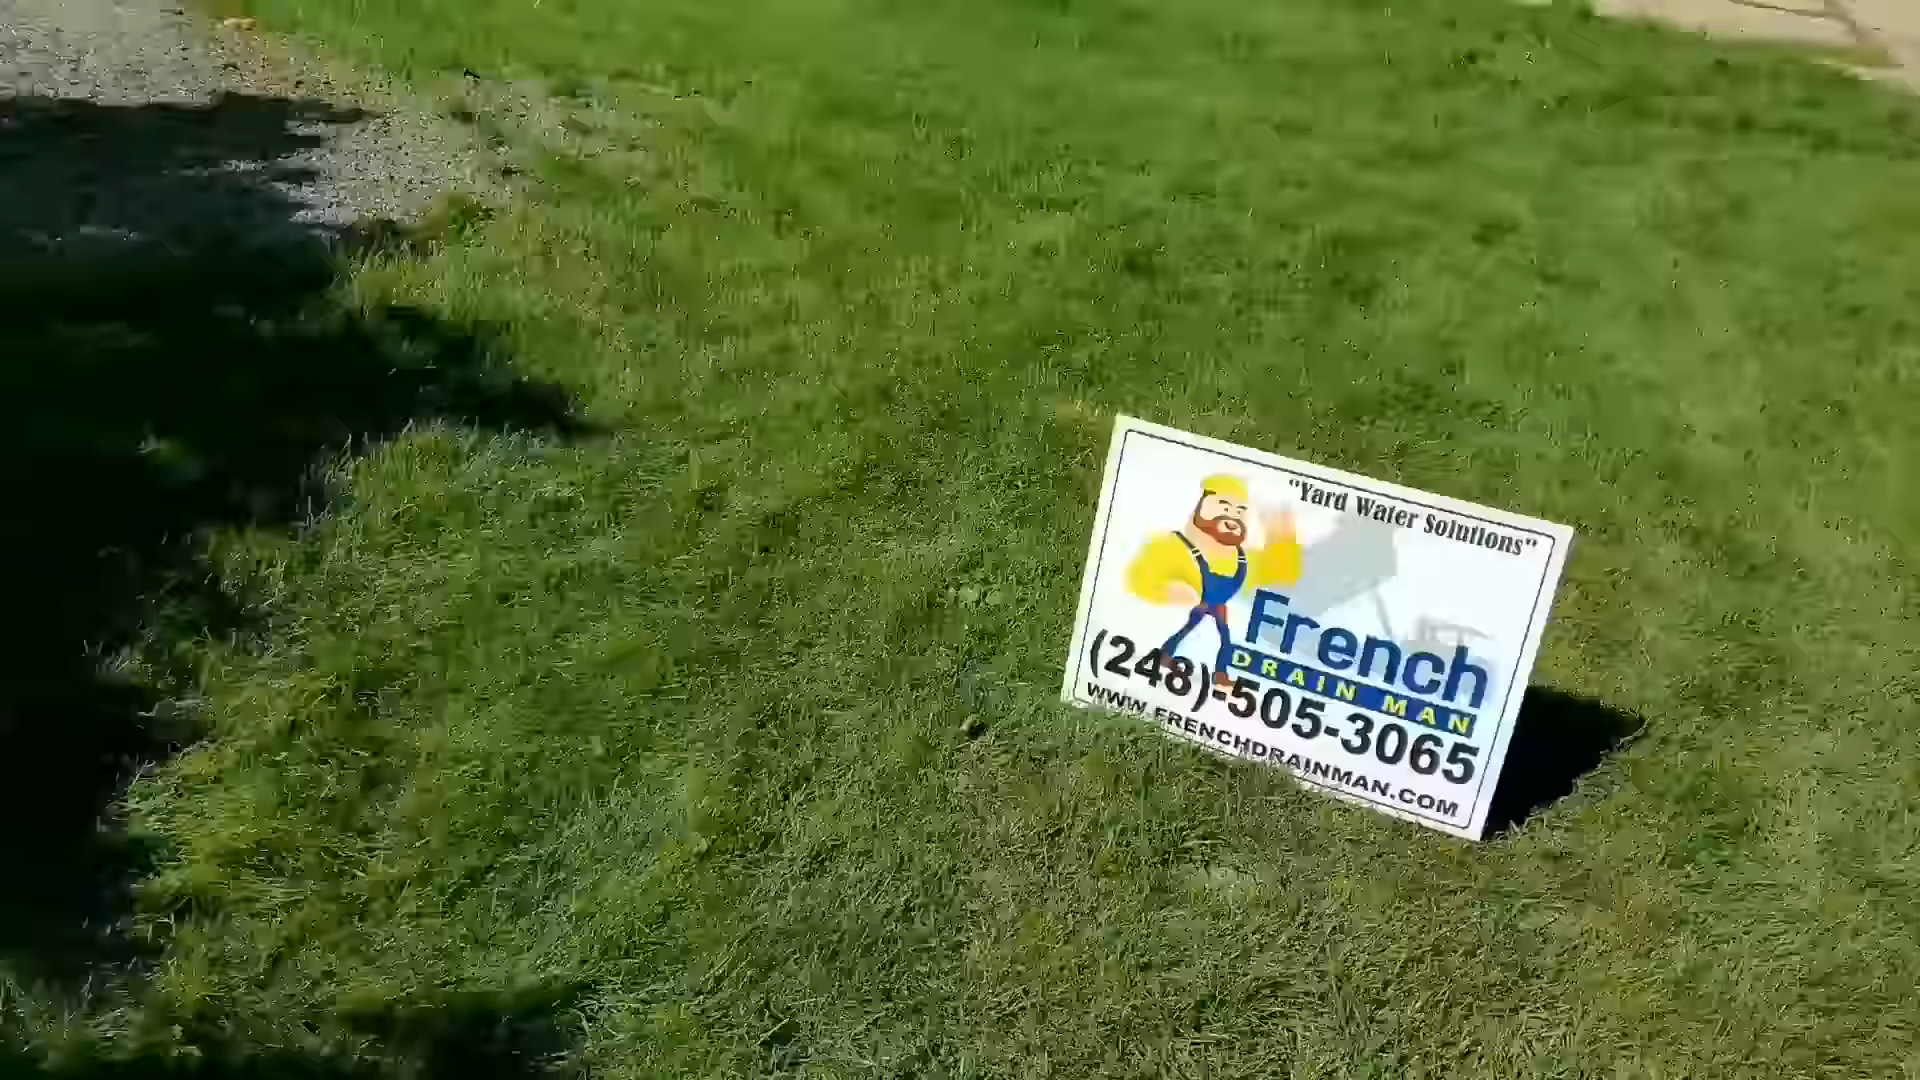 "Yard Water Solutions"
French
DRAIN MAN
(248)-505-3065
WWW.FRENCHDRAINMAN.COM